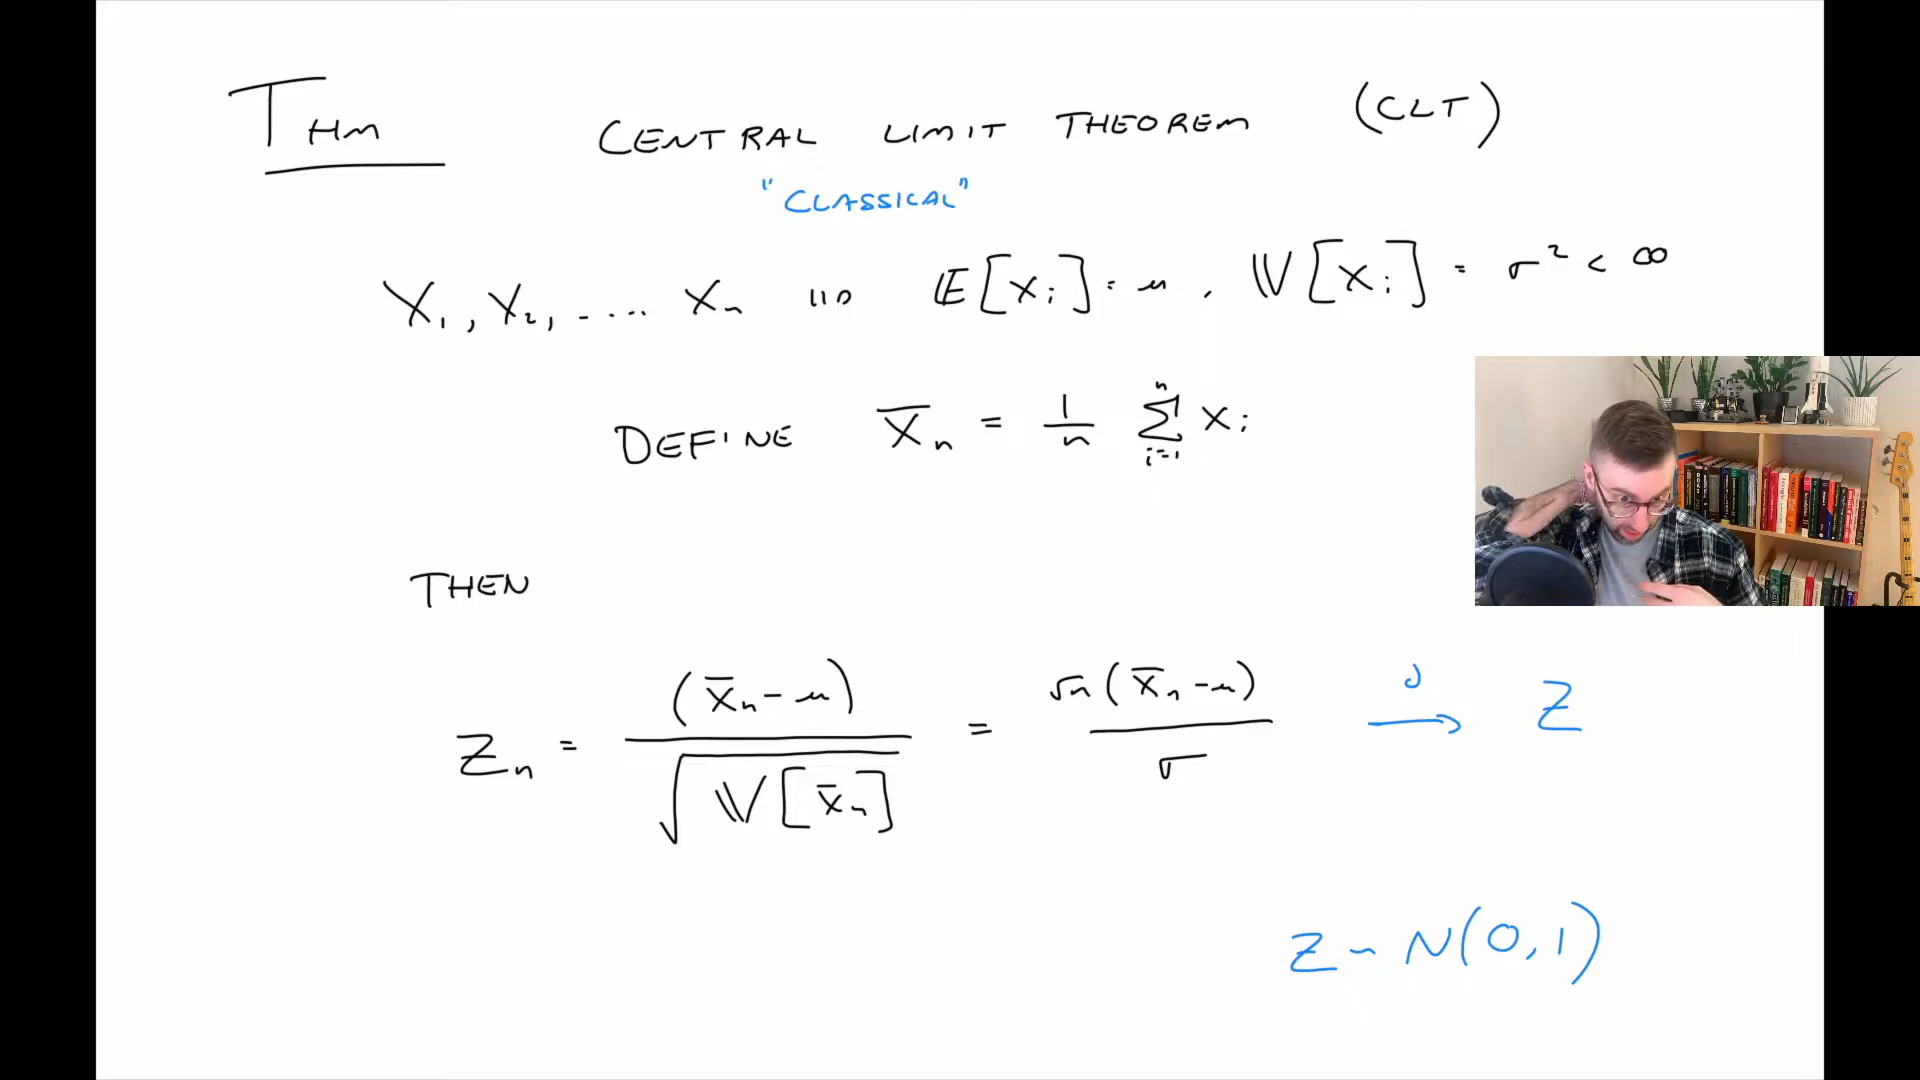 THM CENTRAL LIMIT THEOREM (CLT)
"CLASSICAL"
X₁, X₂, .... Xₙ IID 𝔼[Xᵢ] = μ , 𝕍[Xᵢ] = σ² < ∞
DEFINE X̄ₙ = 1/n ∑ᵢ₌₁ⁿ Xᵢ
THEN
Zₙ = (X̄ₙ - μ) / √𝕍[X̄ₙ] = √n (X̄ₙ - μ) / σ →ᵈ Z
Z ~ N(0,1)